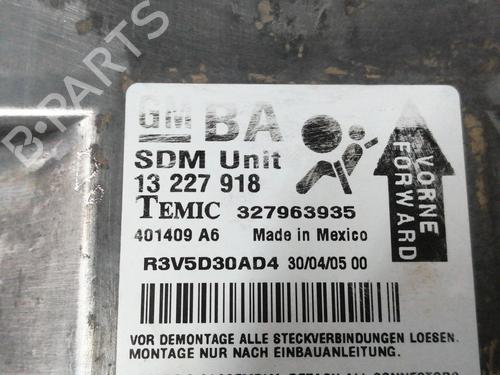 B-PARTS
GM BA
SDM Unit
13 227 918
TEMIC 327963935
401409 A6 Made in Mexico
R3V5D30AD4 30/04/05 00
VORNE
FORWARD
VOR DEMONTAGE ALLE STECKVERBINDUNGEN LOESEN.
MONTAGE NUR NACH EINBAUANLEITUNG.